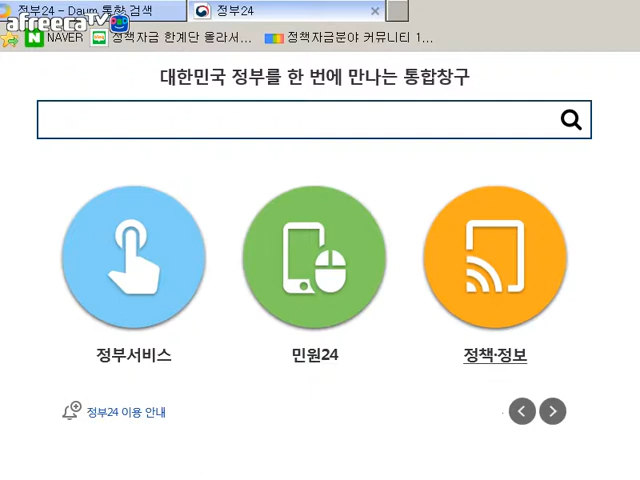 정부24 - Daum 통합 검색
정부24
afreecaTV
NAVER
정책자금 한계단 올라서...
정책자금분야 커뮤니티 1...
대한민국 정부를 한 번에 만나는 통합창구
정부서비스
민원24
정책·정보
정부24 이용 안내